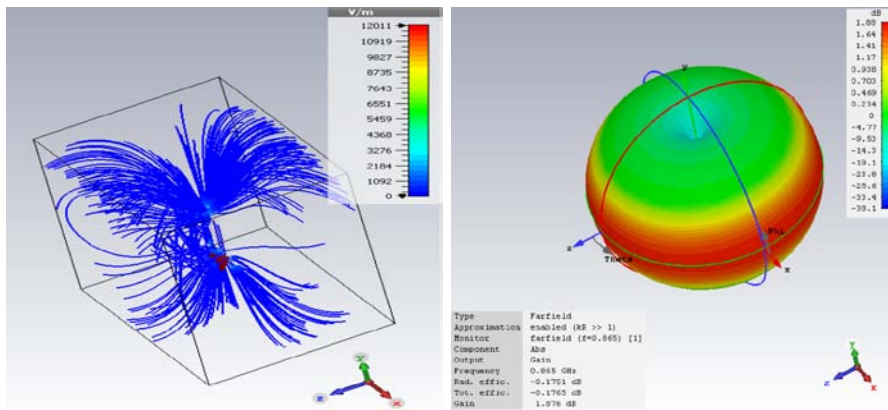 V/m
12011
10919
9827
8735
7643
6551
5459
4368
3276
2184
1092
0
z
Y
x
dB
1.88
1.64
1.41
1.17
0.938
0.703
0.469
0.234
0
-4.77
-9.53
-14.3
-19.1
-23.8
-28.6
-33.4
-38.1
y
z
Theta
Phi
x
Type Farfield
Approximation enabled (kR >> 1)
Monitor farfield (f=0.865) [1]
Component Abs
Output Gain
Frequency 0.865 GHz
Rad. effic. -0.1751 dB
Tot. effic. -0.1765 dB
Gain 1.876 dB
Y
z
x